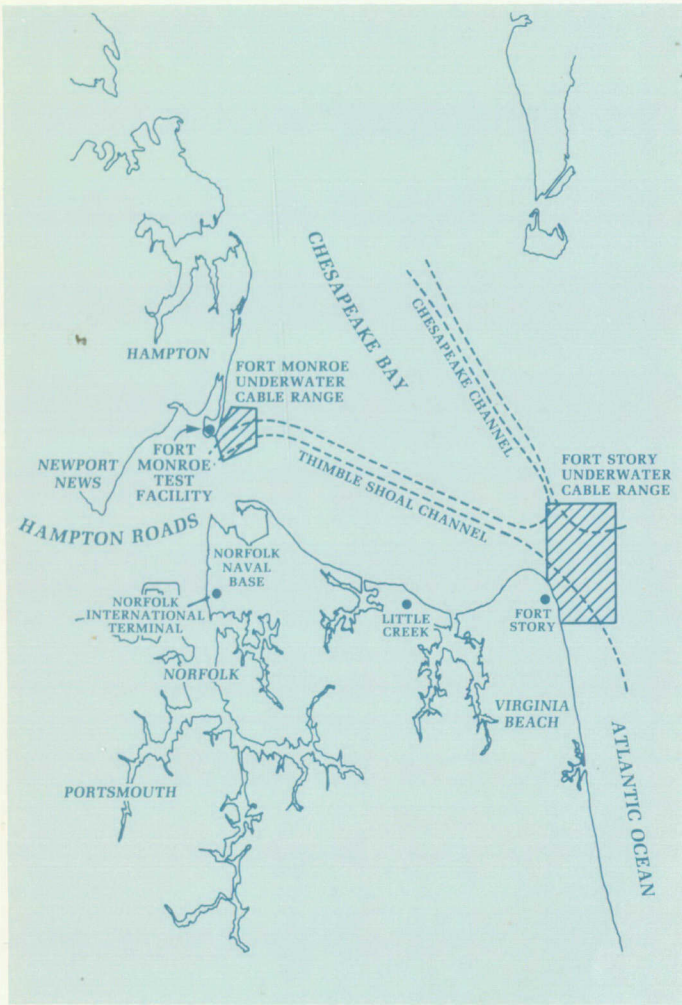 CHESAPEAKE BAY
CHESAPEAKE CHANNEL
HAMPTON
FORT MONROE
UNDERWATER
CABLE RANGE
FORT
MONROE
TEST
FACILITY
NEWPORT
NEWS
THIMBLE SHOAL CHANNEL
FORT STORY
UNDERWATER
CABLE RANGE
HAMPTON ROADS
NORFOLK
NAVAL
BASE
NORFOLK
INTERNATIONAL
TERMINAL
LITTLE
CREEK
FORT
STORY
NORFOLK
VIRGINIA
BEACH
PORTSMOUTH
ATLANTIC OCEAN